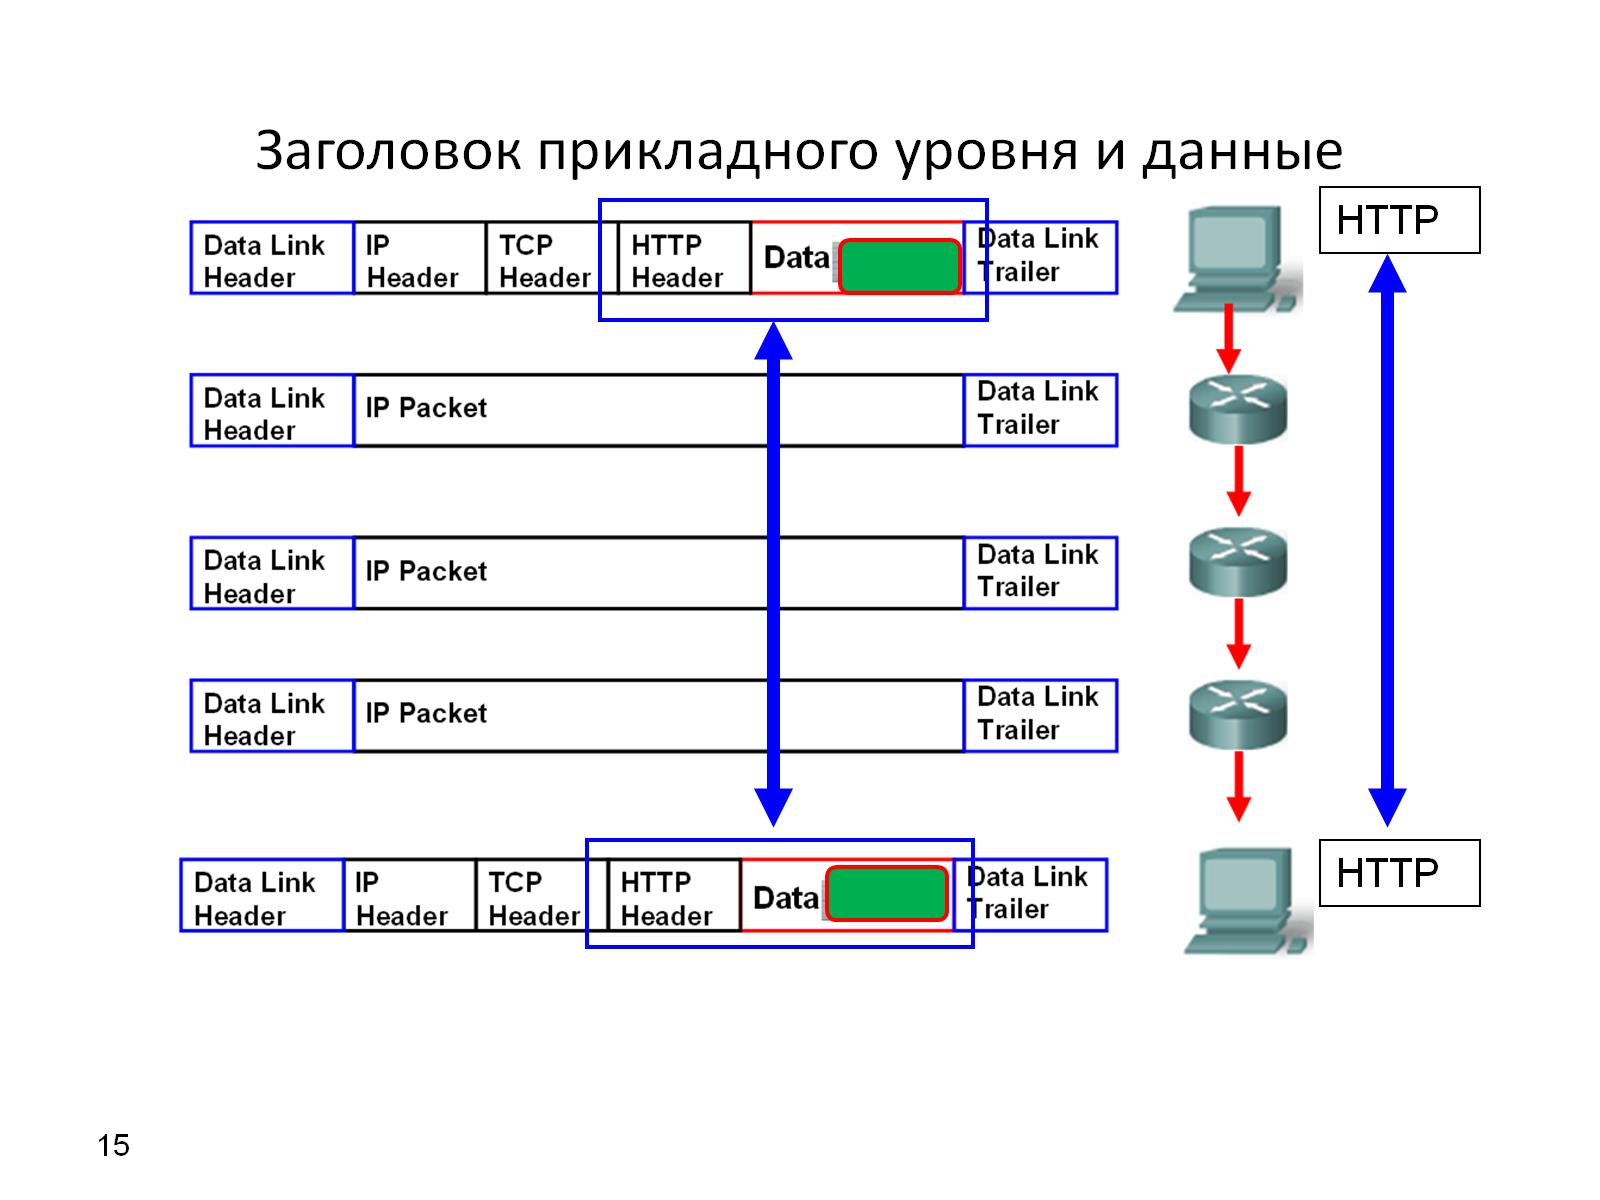 Заголовок прикладного уровня и данные
HTTP
Data Link
Header
IP
Header
TCP
Header
HTTP
Header
Data
Data Link
Trailer
Data Link
Header
IP Packet
Data Link
Trailer
Data Link
Header
IP Packet
Data Link
Trailer
Data Link
Header
IP Packet
Data Link
Trailer
Data Link
Header
IP
Header
TCP
Header
HTTP
Header
Data
Data Link
Trailer
HTTP
15